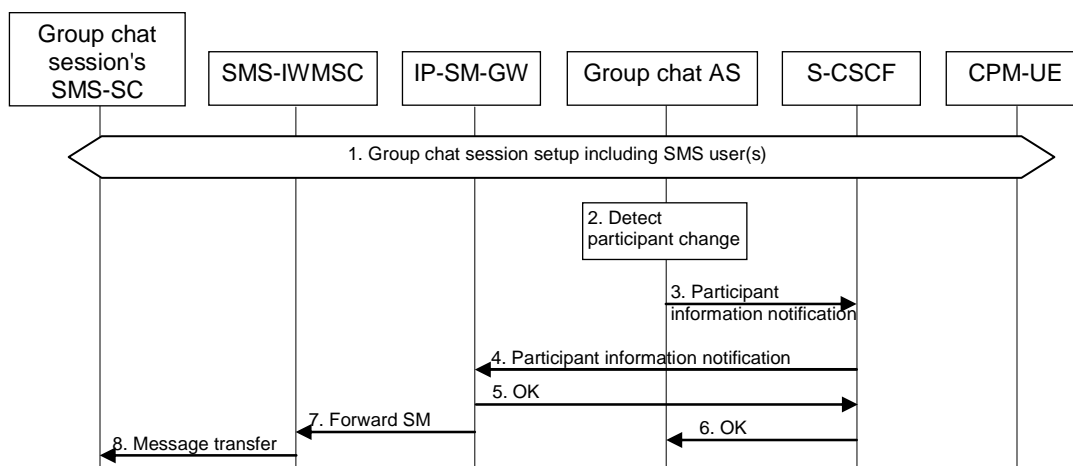 Group chat
session's
SMS-SC
SMS-IWMSC
IP-SM-GW
Group chat AS
S-CSCF
CPM-UE
1. Group chat session setup including SMS user(s)
2. Detect
participant change
3. Participant
information notification
4. Participant information notification
5. OK
7. Forward SM
6. OK
8. Message transfer